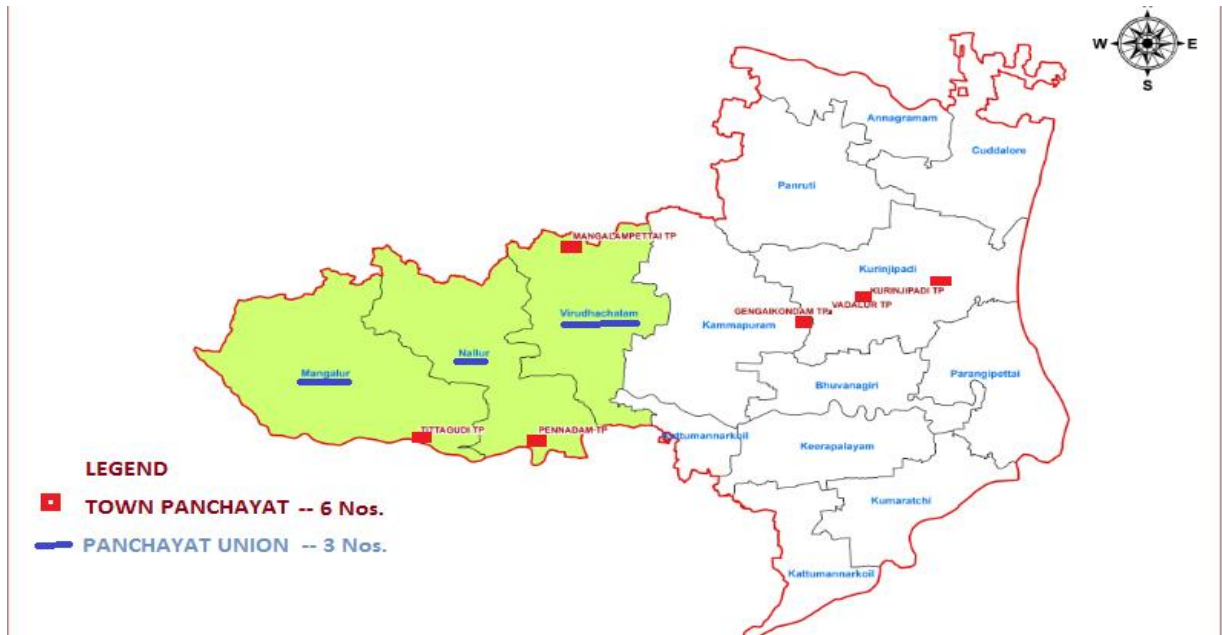 W
E
S
Annagramam
Cuddalore
Panruti
MANGALAMPETTAI TP
Kurinjipadi
KURINJIPADI TP
VADALUR TP
GENGAIKONDAM TP
Virudhachalam
Kammapuram
Nallur
Mangalur
Bhuvanagiri
Parangipettai
TITTAGUDI TP
PENNADAM TP
Kattumannarkoil
Keerapalayam
LEGEND
TOWN PANCHAYAT -- 6 Nos.
PANCHAYAT UNION -- 3 Nos.
Kumaratchi
Kattumannarkoil